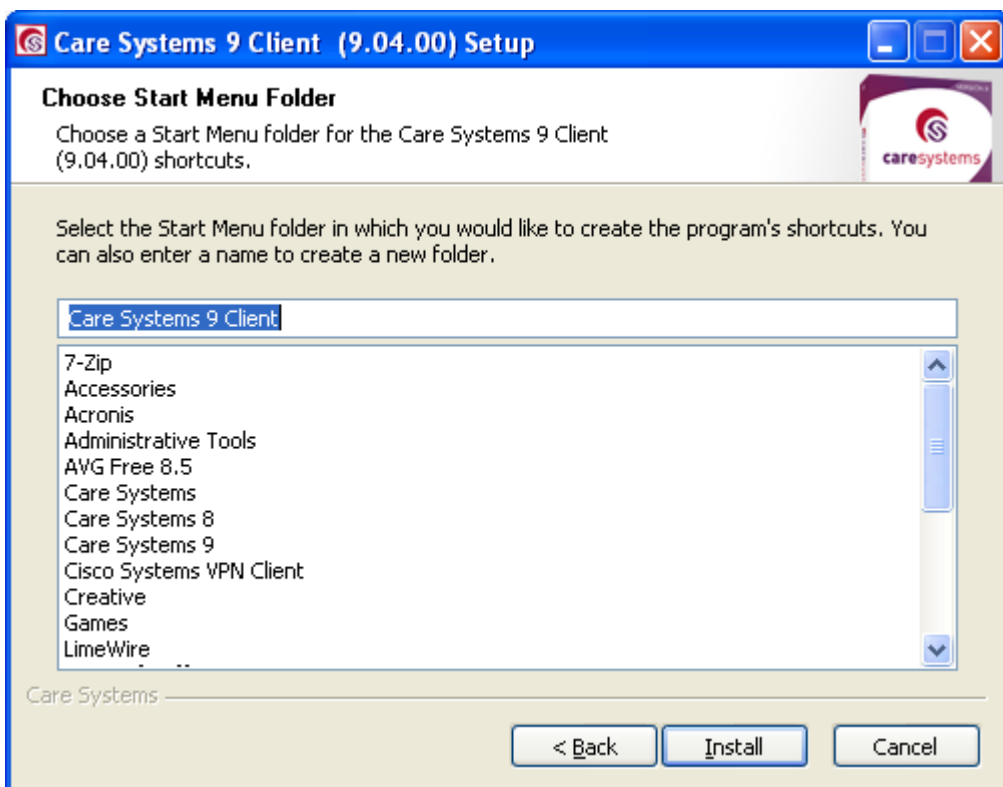 Care Systems 9 Client (9.04.00) Setup
Choose Start Menu Folder
Choose a Start Menu folder for the Care Systems 9 Client
(9.04.00) shortcuts.
caresystems
Select the Start Menu folder in which you would like to create the program's shortcuts. You
can also enter a name to create a new folder.
Care Systems 9 Client
7-Zip
Accessories
Acronis
Administrative Tools
AVG Free 8.5
Care Systems
Care Systems 8
Care Systems 9
Cisco Systems VPN Client
Creative
Games
LimeWire
Care Systems
< Back Install Cancel